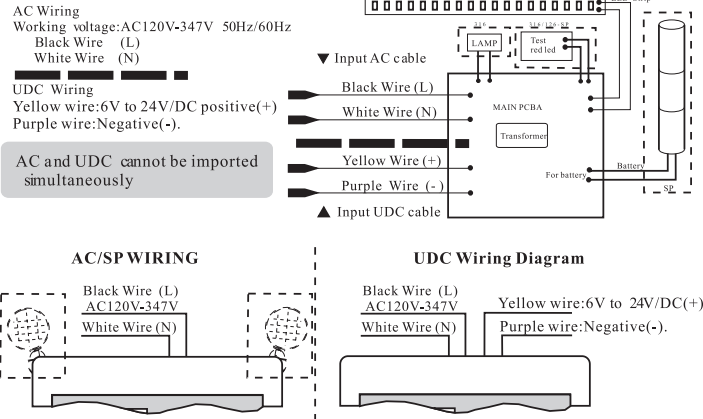 AC Wiring
Working voltage:AC120V-347V 50Hz/60Hz
Black Wire (L)
White Wire (N)
UDC Wiring
Yellow wire:6V to 24V/DC positive(+)
Purple wire:Negative(-).
AC and UDC cannot be imported
simultaneously
▼ Input AC cable
Black Wire (L)
White Wire (N)
Yellow Wire (+)
Purple Wire (-)
▲ Input UDC cable
LAMP
Test
red led
MAIN PCBA
Transformer
For battery
Battery
SP
AC/SP WIRING
Black Wire (L)
AC120V-347V
White Wire (N)
UDC Wiring Diagram
Black Wire (L)
AC120V-347V
White Wire (N)
Yellow wire:6V to 24V/DC(+)
Purple wire:Negative(-).